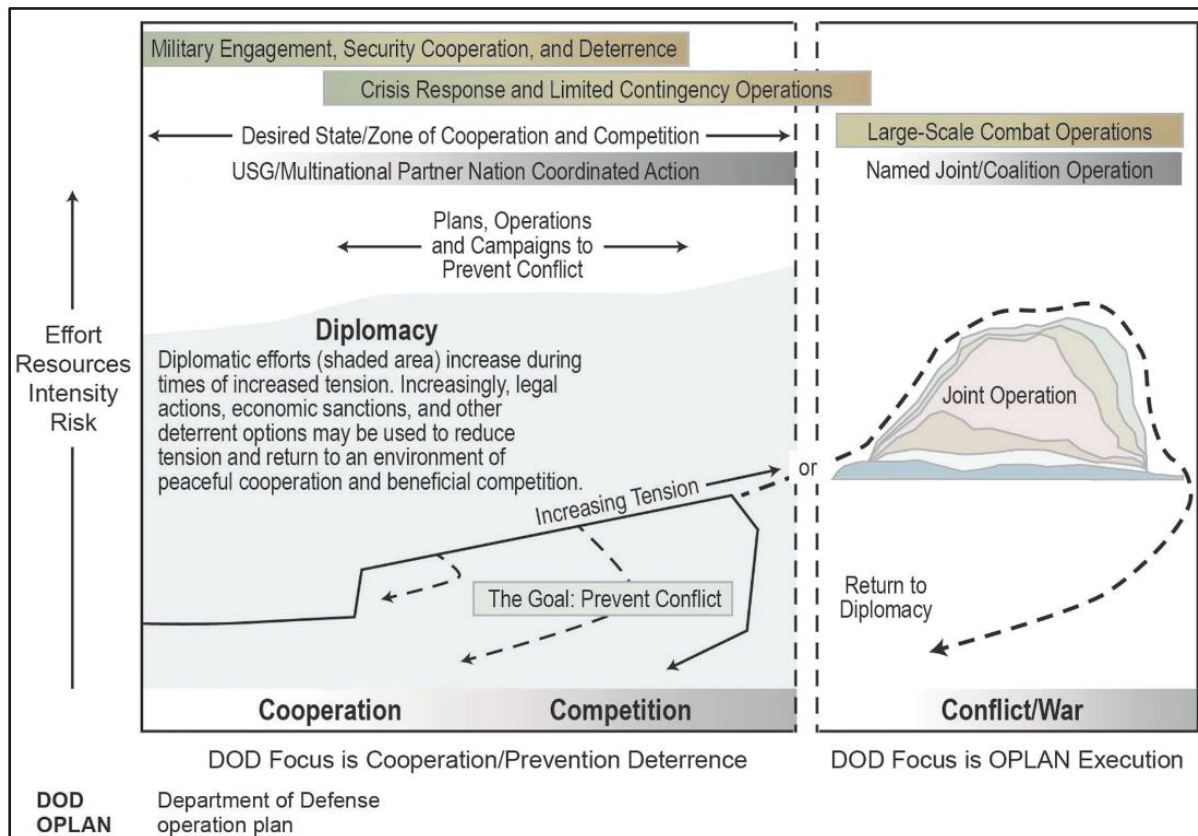 Military Engagement, Security Cooperation, and Deterrence
Crisis Response and Limited Contingency Operations
Desired State/Zone of Cooperation and Competition
Large-Scale Combat Operations
USG/Multinational Partner Nation Coordinated Action
Named Joint/Coalition Operation
Plans, Operations
and Campaigns to
Prevent Conflict
Effort
Resources
Intensity
Risk
Diplomacy
Diplomatic efforts (shaded area) increase during
times of increased tension. Increasingly, legal
actions, economic sanctions, and other
deterrent options may be used to reduce
tension and return to an environment of
peaceful cooperation and beneficial competition.
Increasing Tension
or
Joint Operation
The Goal: Prevent Conflict
Return to
Diplomacy
Cooperation
Competition
Conflict/War
DOD Focus is Cooperation/Prevention Deterrence
DOD Focus is OPLAN Execution
DOD Department of Defense
OPLAN operation plan